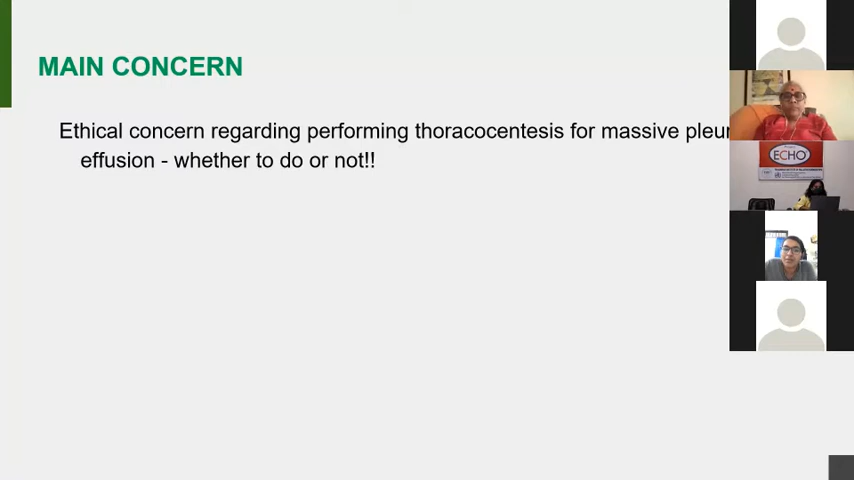 MAIN CONCERN
Ethical concern regarding performing thoracocentesis for massive pleur
effusion - whether to do or not!!
ECHO